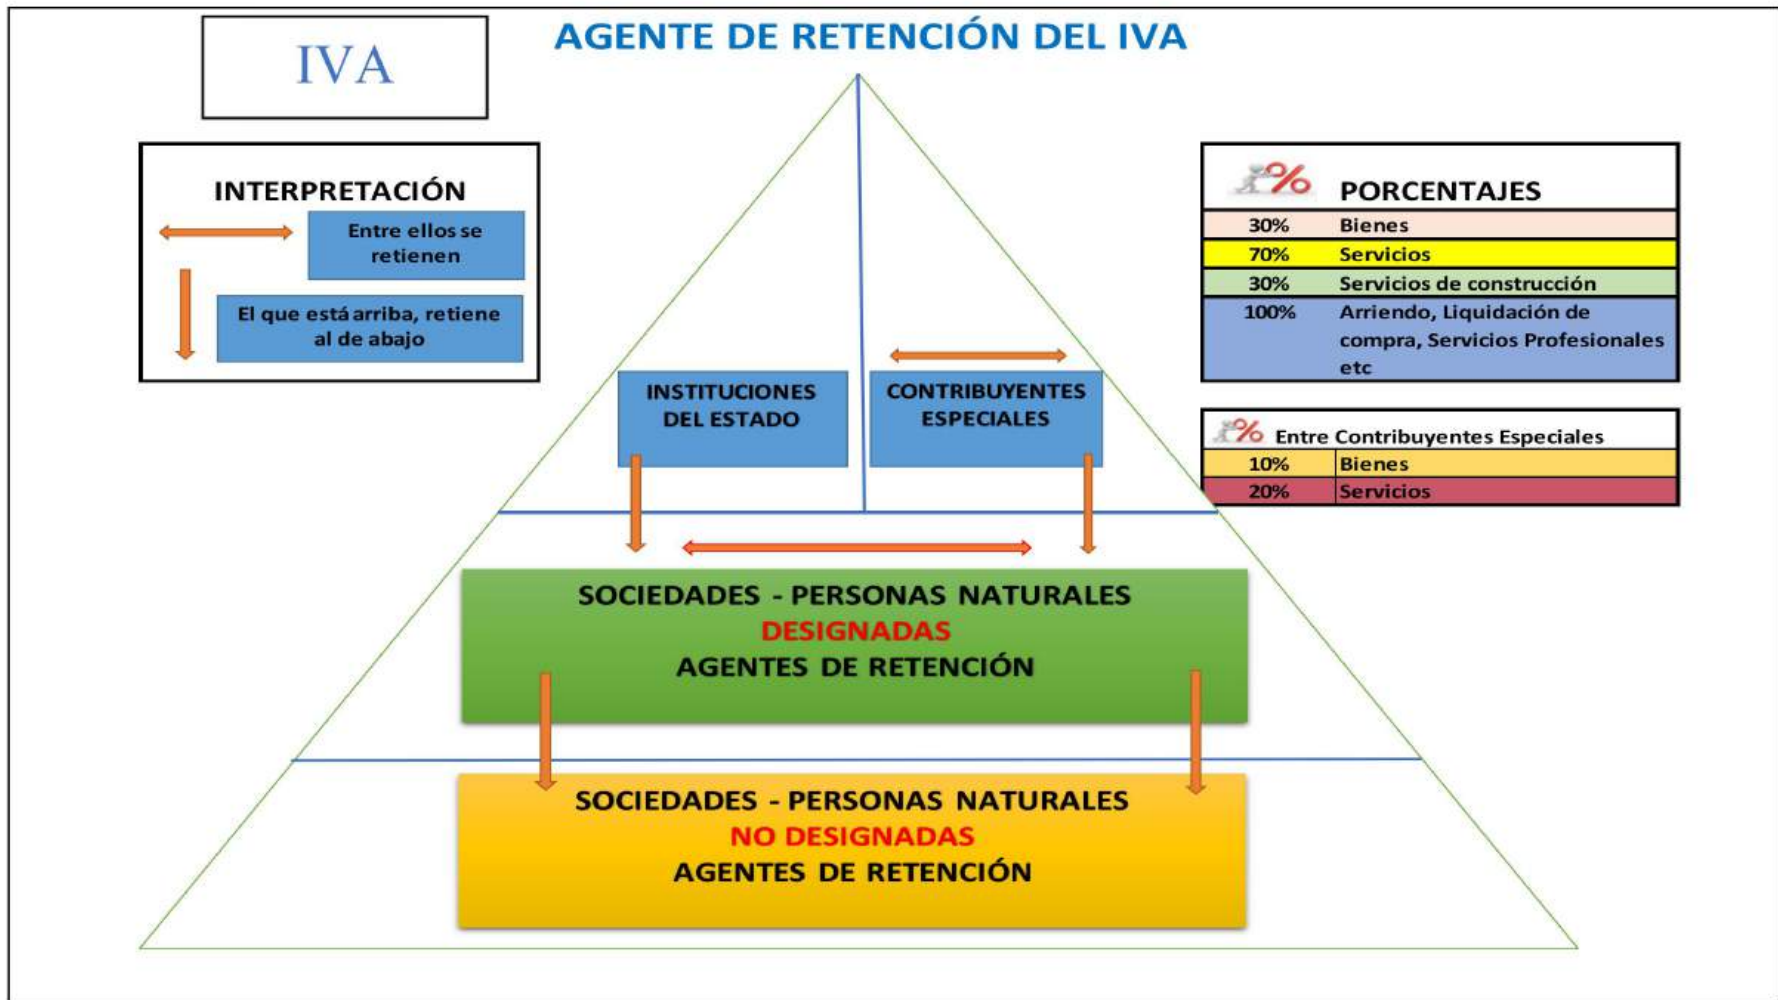 AGENTE DE RETENCIÓN DEL IVA
IVA
INTERPRETACIÓN
Entre ellos se
retienen
El que está arriba, retiene
al de abajo
% PORCENTAJES
30% Bienes
70% Servicios
30% Servicios de construcción
100% Arriendo, Liquidación de
compra, Servicios Profesionales
etc
% Entre Contribuyentes Especiales
10% Bienes
20% Servicios
INSTITUCIONES
DEL ESTADO
CONTRIBUYENTES
ESPECIALES
SOCIEDADES - PERSONAS NATURALES
DESIGNADAS
AGENTES DE RETENCIÓN
SOCIEDADES - PERSONAS NATURALES
NO DESIGNADAS
AGENTES DE RETENCIÓN